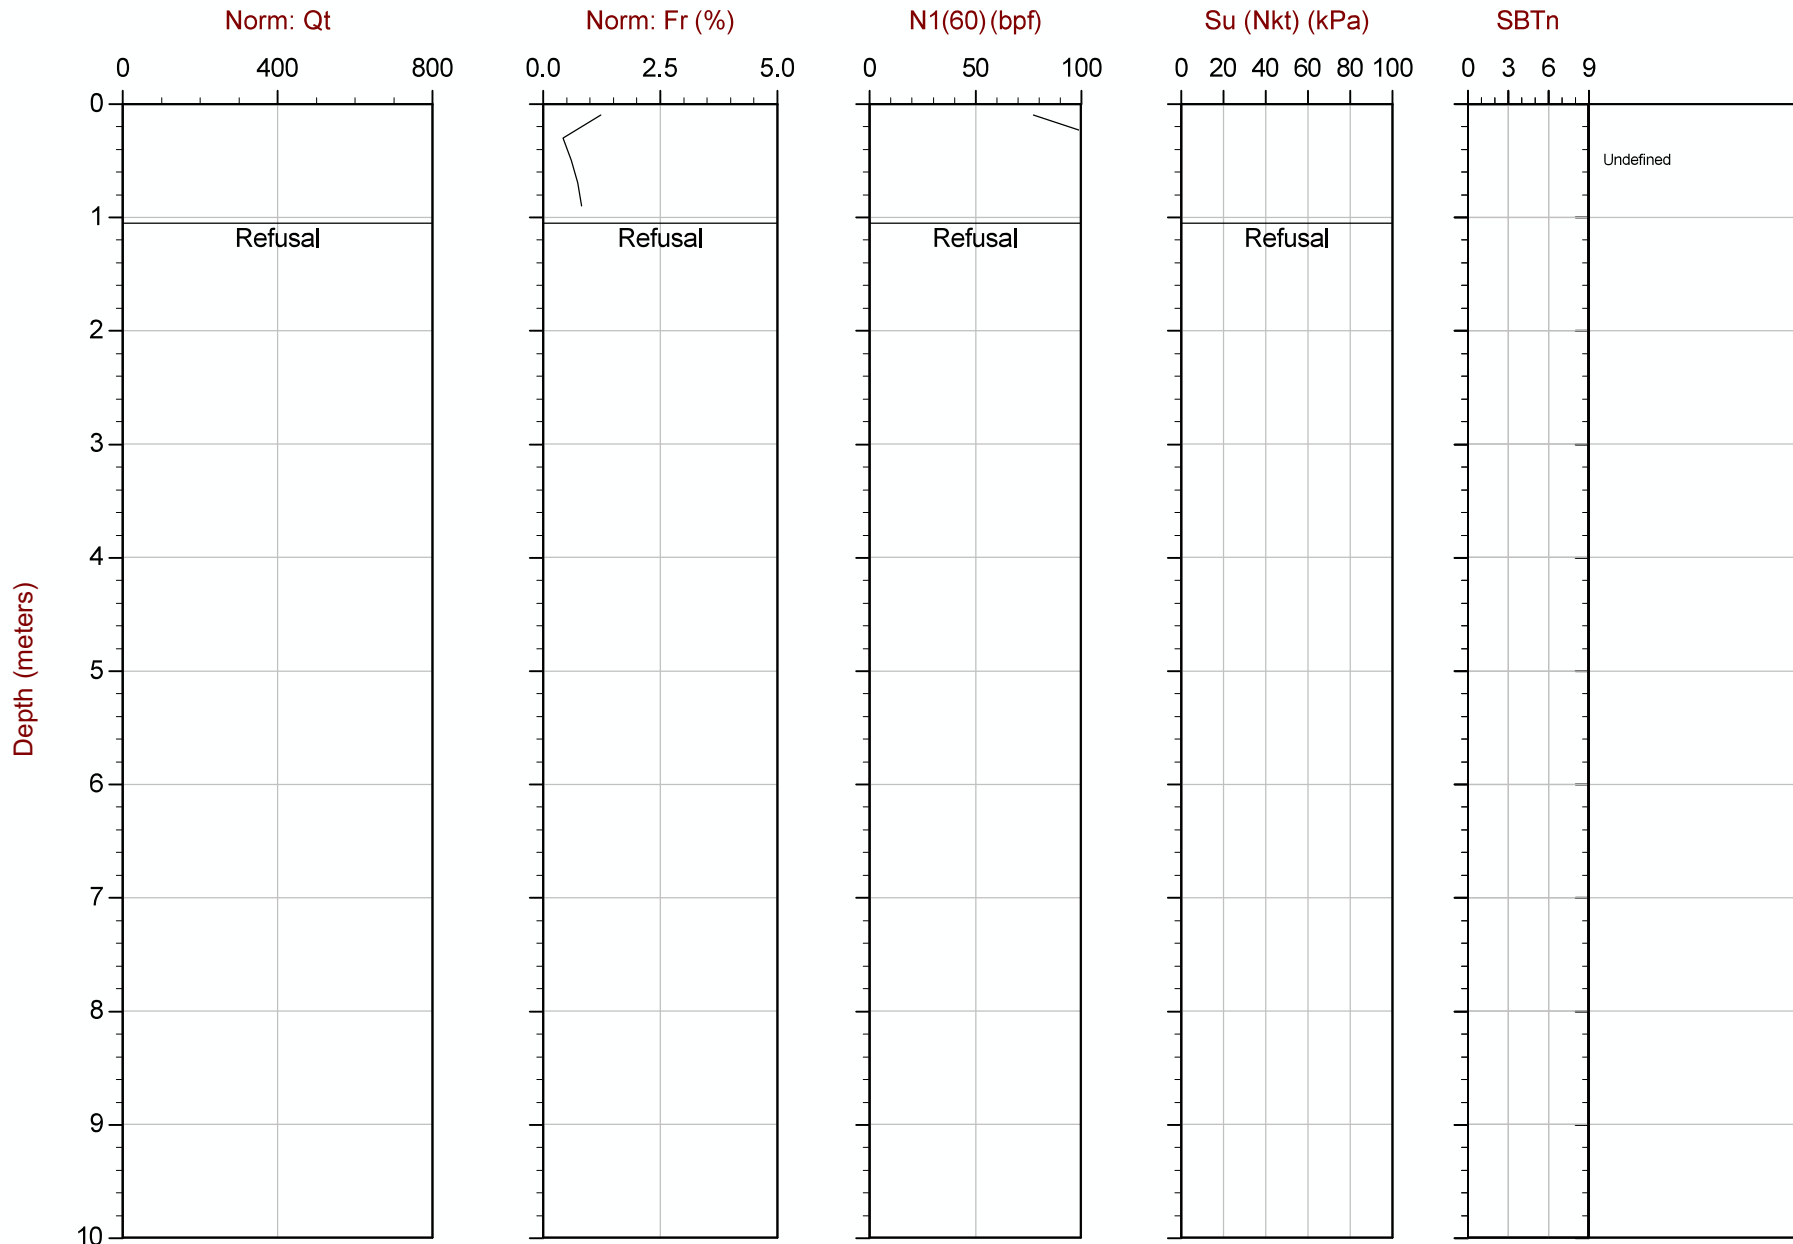 Norm: Qt Norm: Fr (%) N1(60) (bpf) Su (Nkt) (kPa) SBTn
0 400 800 0.0 2.5 5.0 0 50 100 0 20 40 60 80 100 0 3 6 9
0
Undefined
1
Refusal Refusal Refusal Refusal
2
3
4
5
Depth (meters)
6
7
8
9
10